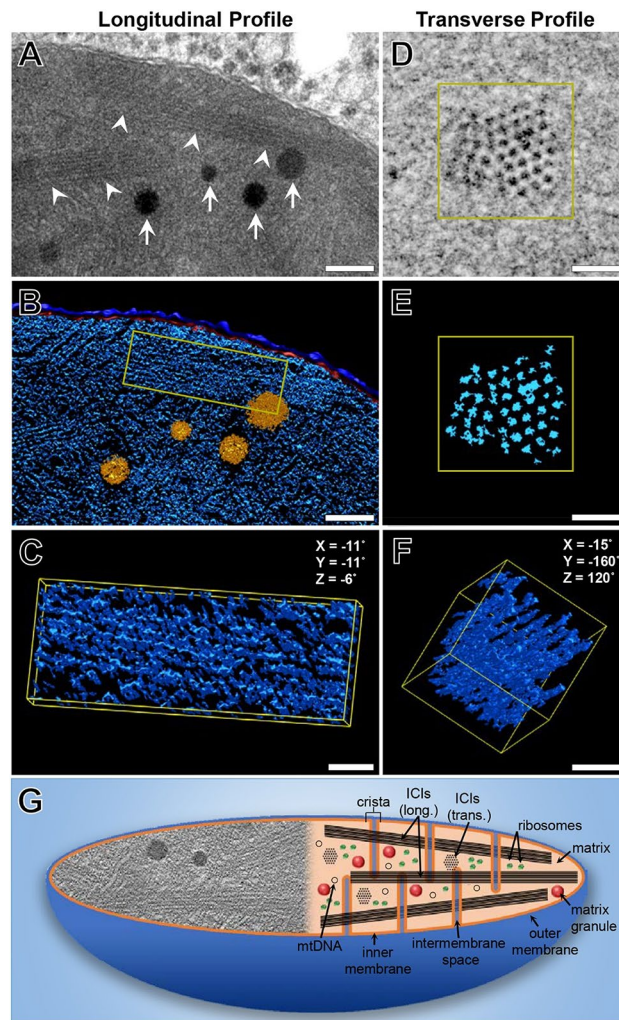 Longitudinal Profile
Transverse Profile
A
D
B
E
C
X = -11˚
Y = -11˚
Z = -6˚
F
X = -15˚
Y = -160˚
Z = 120˚
G
crista
ICIs
(long.)
ICIs
(trans.)
ribosomes
matrix
mtDNA
inner
membrane
intermembrane
space
outer
membrane
matrix
granule